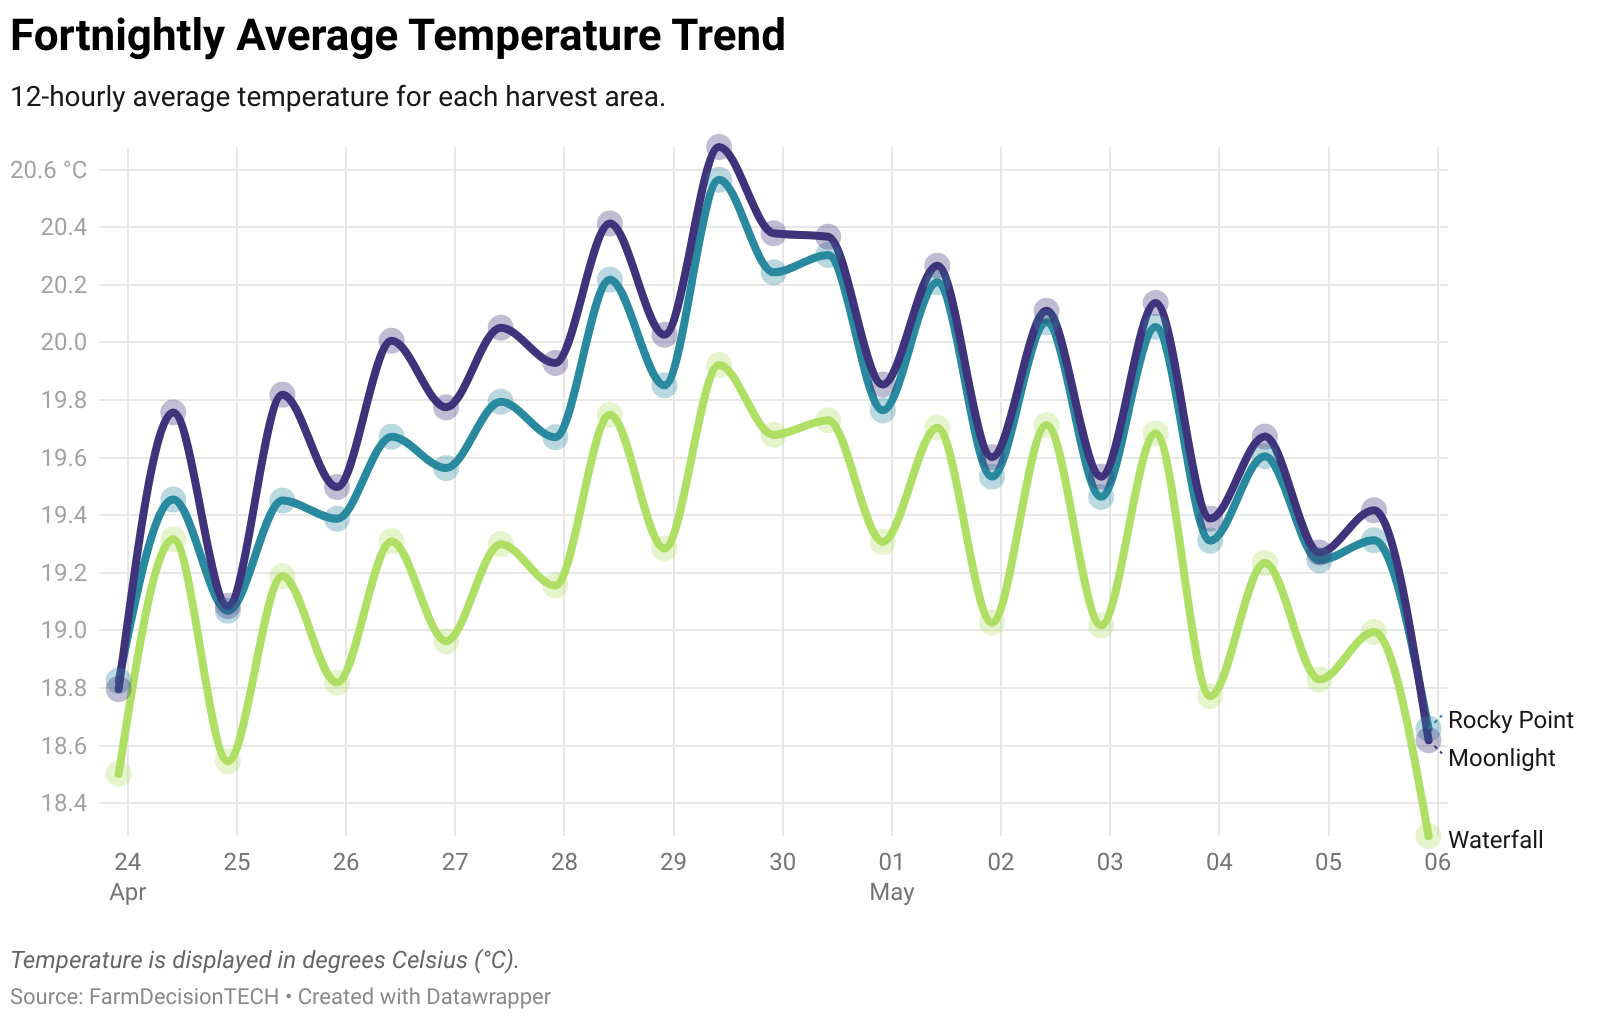 Fortnightly Average Temperature Trend
12-hourly average temperature for each harvest area.
20.6 °C
20.4
20.2
20.0
19.8
19.6
19.4
19.2
19.0
18.8
18.6
18.4
Rocky Point
Moonlight
Waterfall
24 25 26 27 28 29 30 01 02 03 04 05 06
Apr May
Temperature is displayed in degrees Celsius (°C).
Source: FarmDecisionTECH • Created with Datawrapper